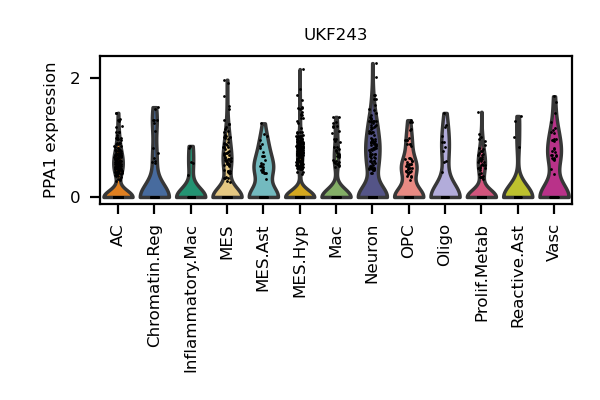 UKF243
PPA1 expression
2
0
AC
Chromatin.Reg
Inflammatory.Mac
MES
MES.Ast
MES.Hyp
Mac
Neuron
OPC
Oligo
Prolif.Metab
Reactive.Ast
Vasc